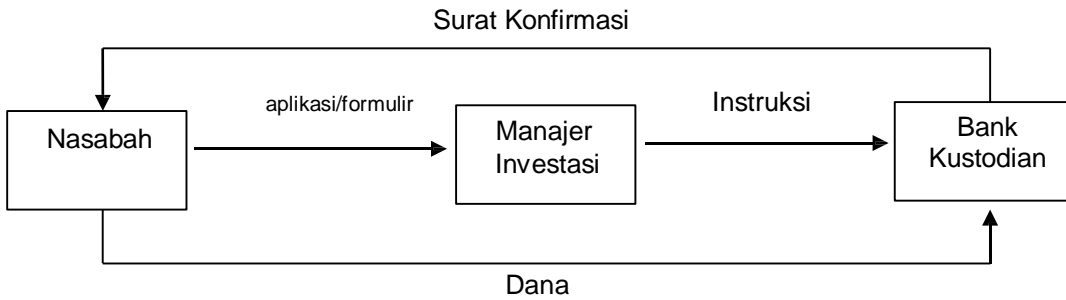 Surat Konfirmasi
aplikasi/formulir
Instruksi
Nasabah
Manajer
Investasi
Bank
Kustodian
Dana